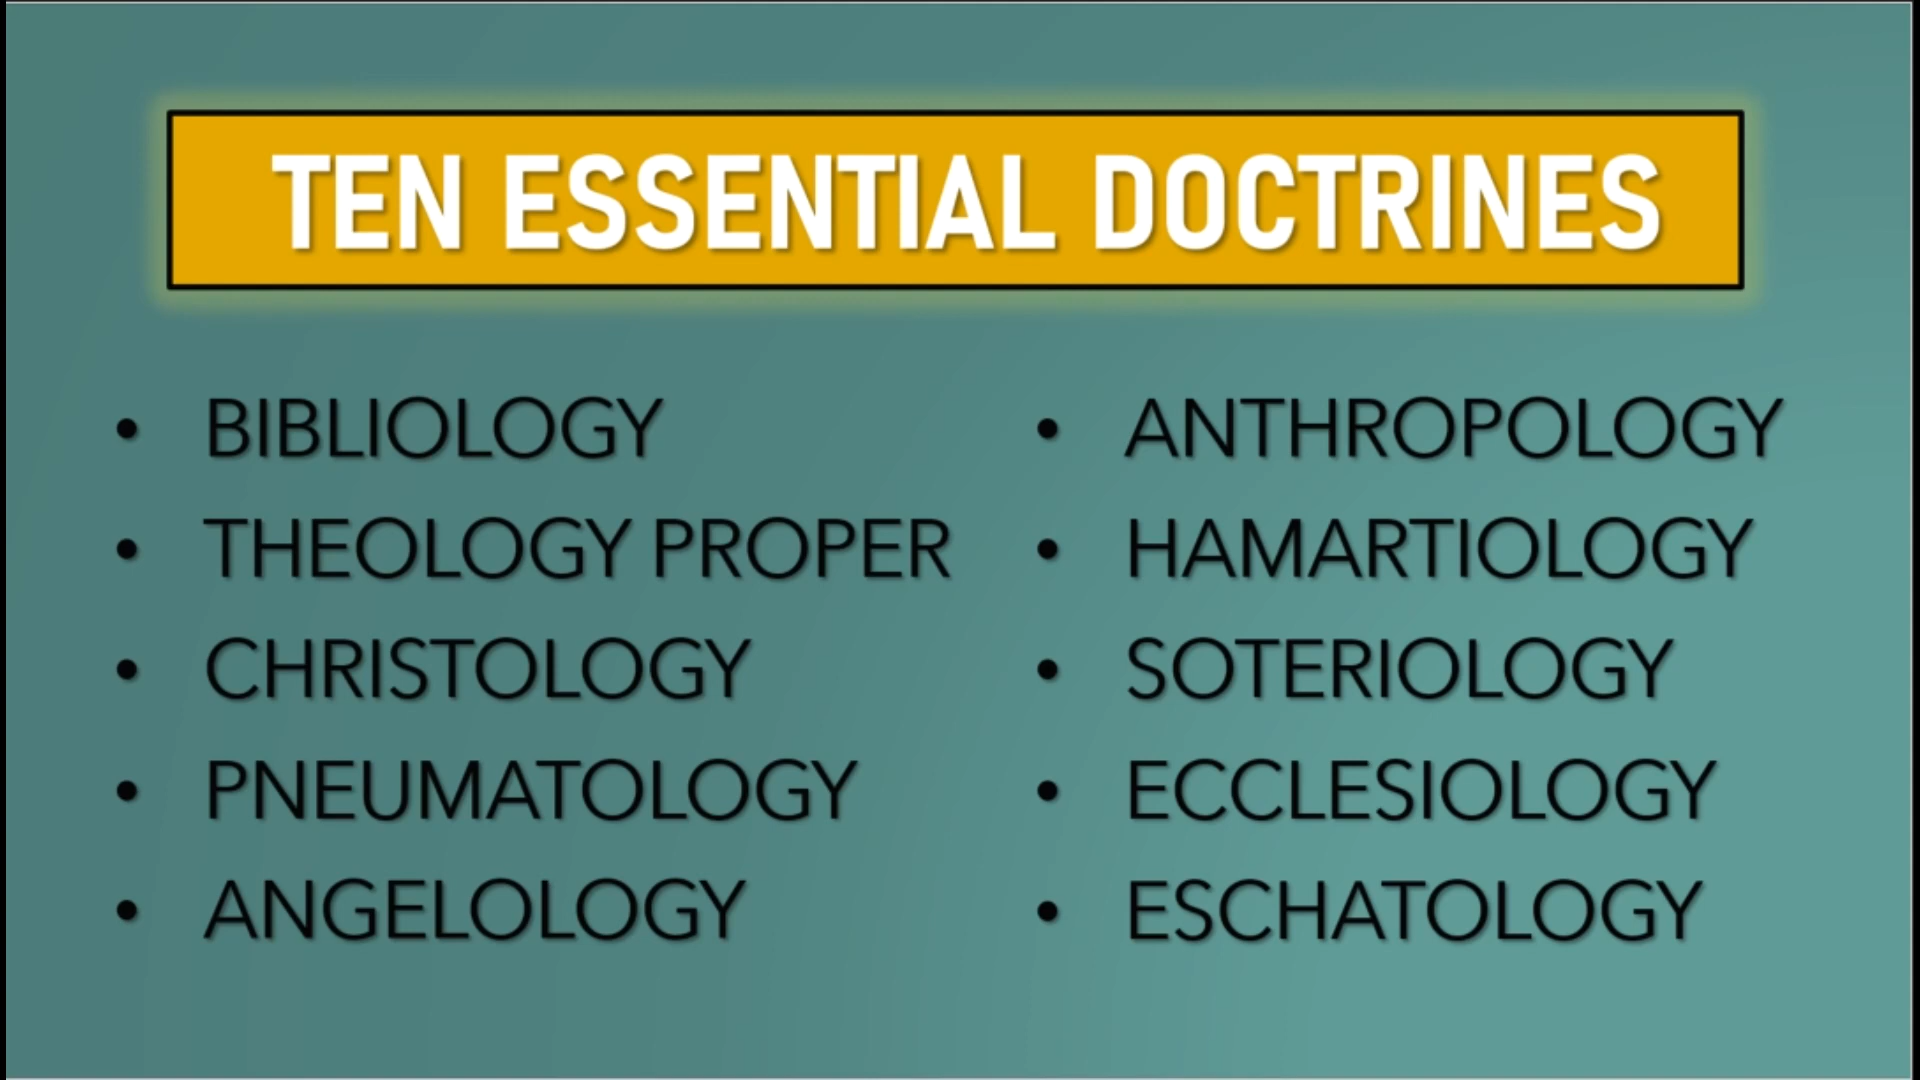 TEN ESSENTIAL DOCTRINES
• BIBLIOLOGY
• THEOLOGY PROPER
• CHRISTOLOGY
• PNEUMATOLOGY
• ANGELOLOGY
• ANTHROPOLOGY
• HAMARTIOLOGY
• SOTERIOLOGY
• ECCLESIOLOGY
• ESCHATOLOGY